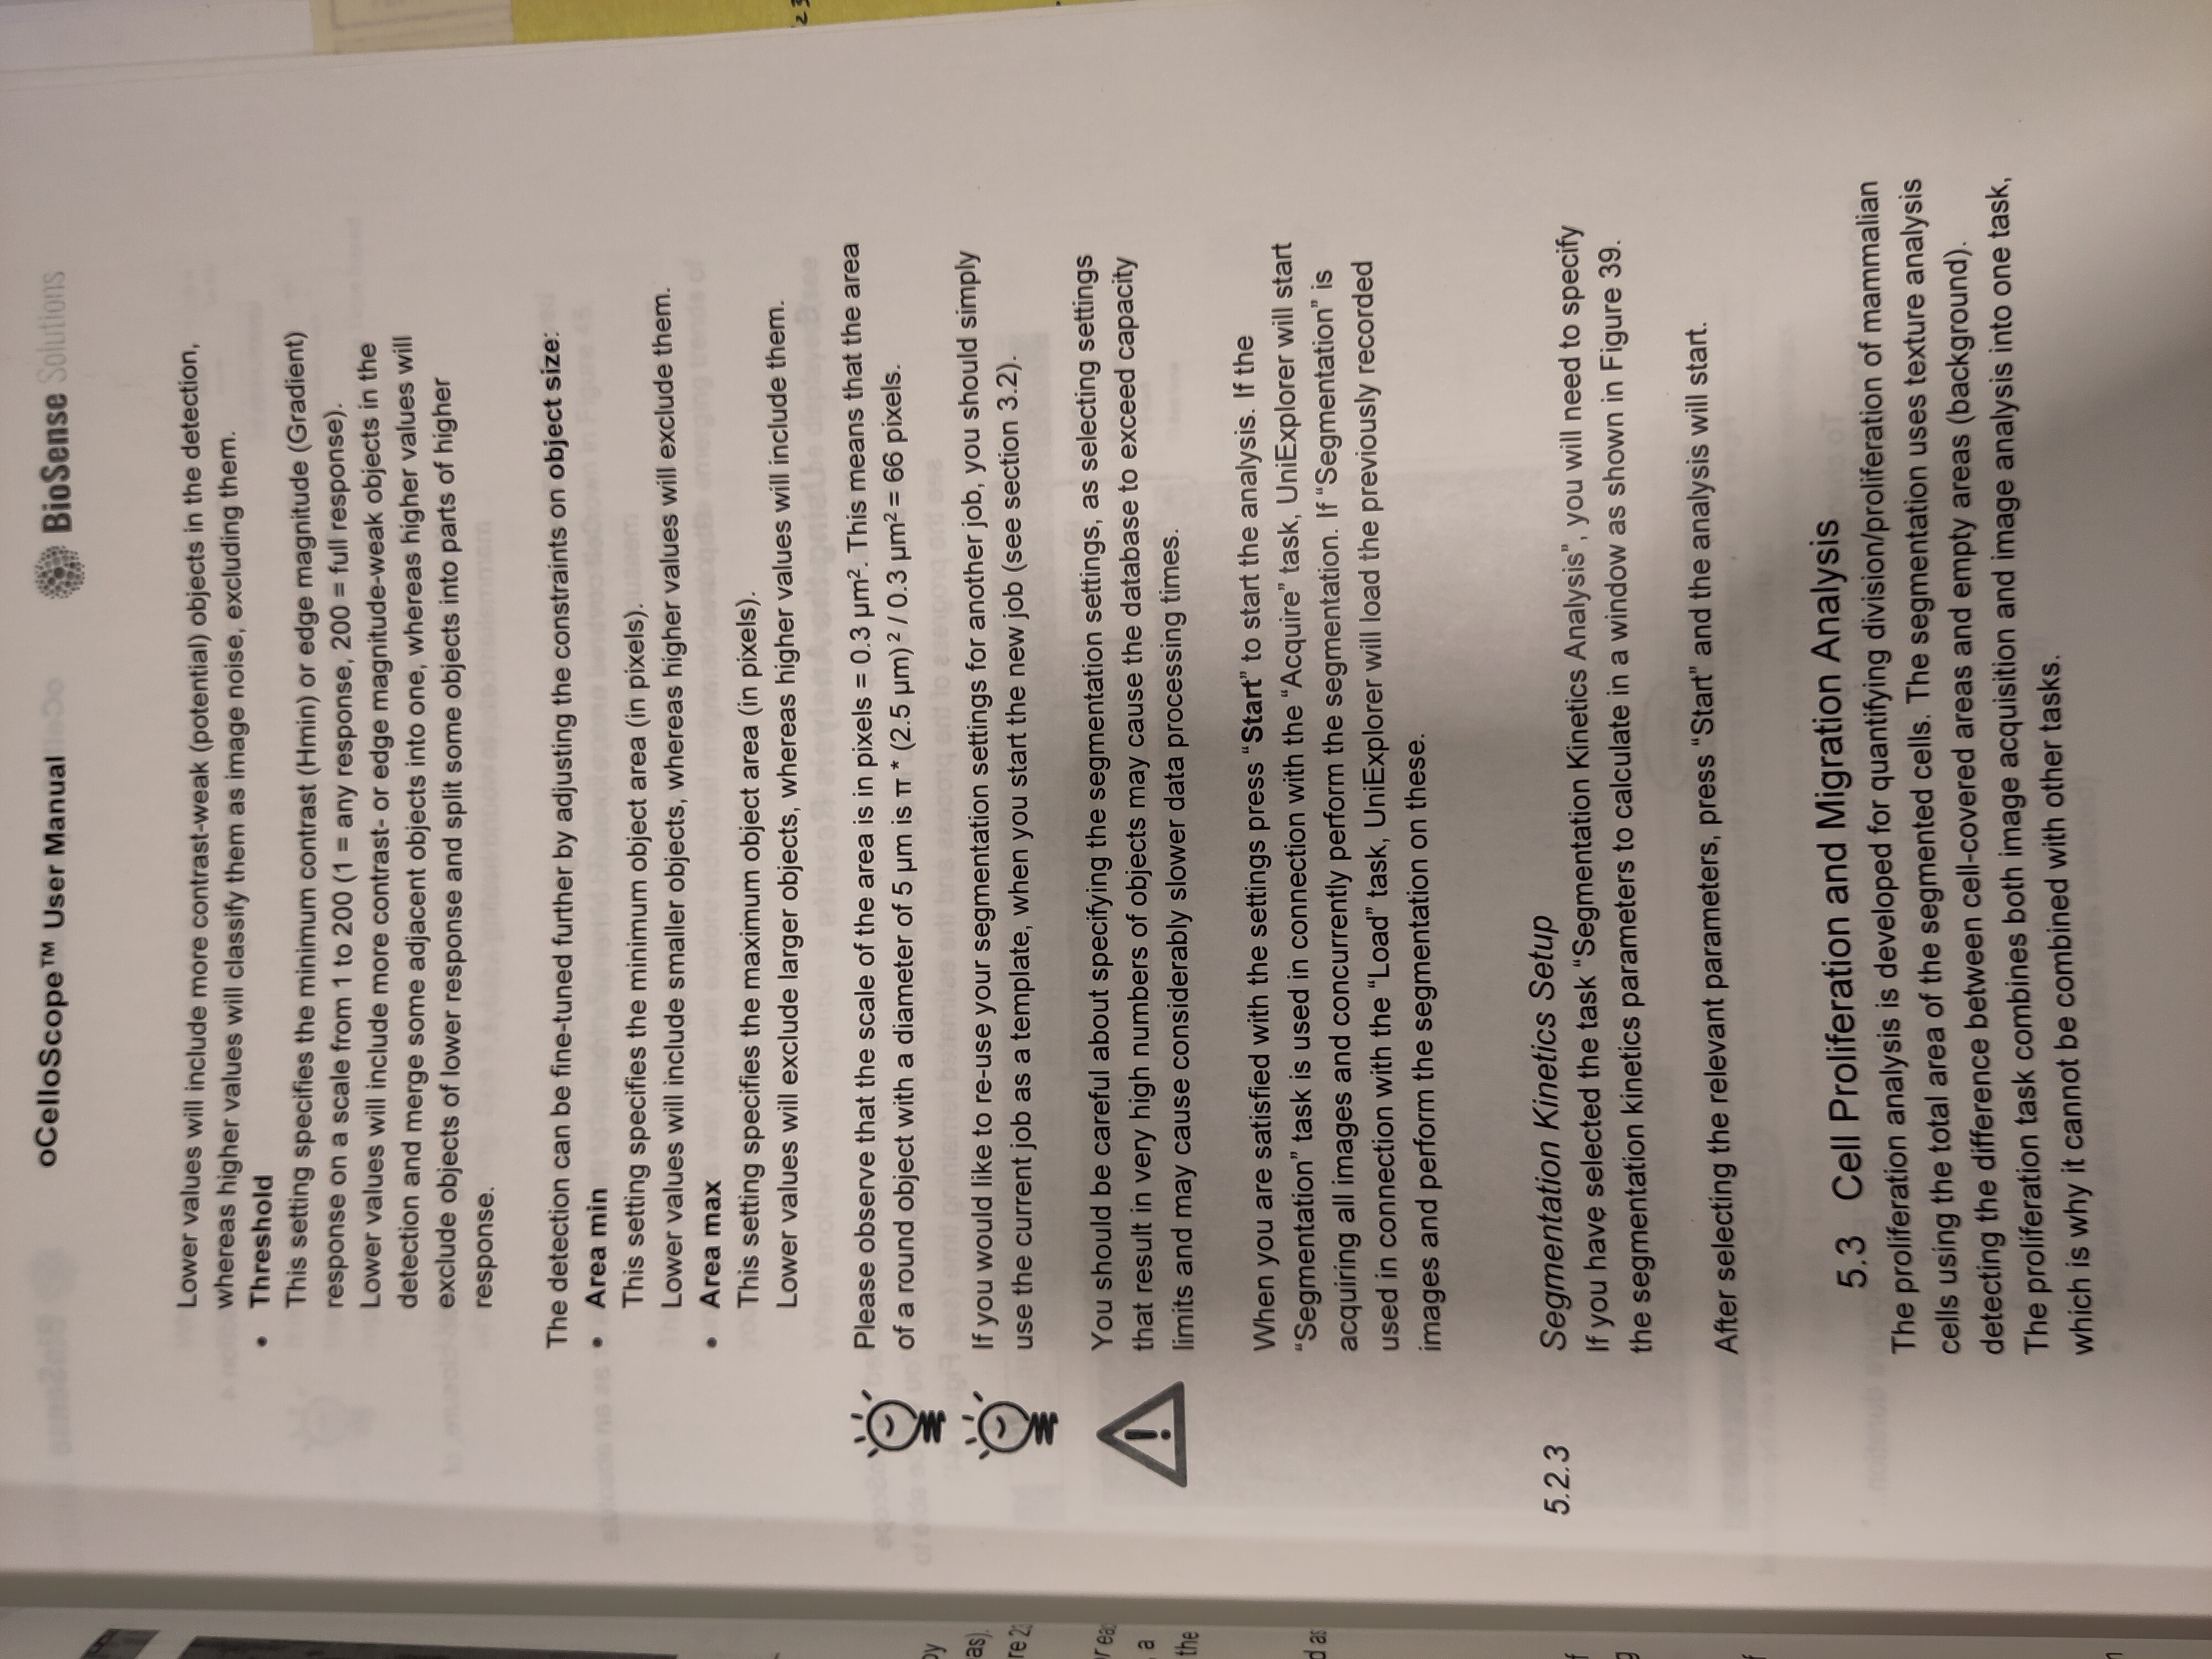 oCelloScope™ User Manual
BioSense Solutions
Lower values will include more contrast-weak (potential) objects in the detection,
whereas higher values will classify them as image noise, excluding them.
• Threshold
This setting specifies the minimum contrast (Hmin) or edge magnitude (Gradient)
response on a scale from 1 to 200 (1 = any response, 200 = full response).
Lower values will include more contrast- or edge magnitude-weak objects in the
detection and merge some adjacent objects into one, whereas higher values will
exclude objects of lower response and split some objects into parts of higher
response.
The detection can be fine-tuned further by adjusting the constraints on object size:
• Area min
This setting specifies the minimum object area (in pixels).
Lower values will include smaller objects, whereas higher values will exclude them.
• Area max
This setting specifies the maximum object area (in pixels).
Lower values will exclude larger objects, whereas higher values will include them.
Please observe that the scale of the area is in pixels = 0.3 µm². This means that the area
of a round object with a diameter of 5 µm is π * (2.5 µm) ² / 0.3 µm² = 66 pixels.
If you would like to re-use your segmentation settings for another job, you should simply
use the current job as a template, when you start the new job (see section 3.2).
You should be careful about specifying the segmentation settings, as selecting settings
that result in very high numbers of objects may cause the database to exceed capacity
limits and may cause considerably slower data processing times.
When you are satisfied with the settings press “Start” to start the analysis. If the
“Segmentation” task is used in connection with the “Acquire” task, UniExplorer will start
acquiring all images and concurrently perform the segmentation. If “Segmentation” is
used in connection with the “Load” task, UniExplorer will load the previously recorded
images and perform the segmentation on these.
5.2.3 Segmentation Kinetics Setup
If you have selected the task “Segmentation Kinetics Analysis”, you will need to specify
the segmentation kinetics parameters to calculate in a window as shown in Figure 39.
After selecting the relevant parameters, press “Start” and the analysis will start.
5.3 Cell Proliferation and Migration Analysis
The proliferation analysis is developed for quantifying division/proliferation of mammalian
cells using the total area of the segmented cells. The segmentation uses texture analysis
detecting the difference between cell-covered areas and empty areas (background).
The proliferation task combines both image acquisition and image analysis into one task,
which is why it cannot be combined with other tasks.